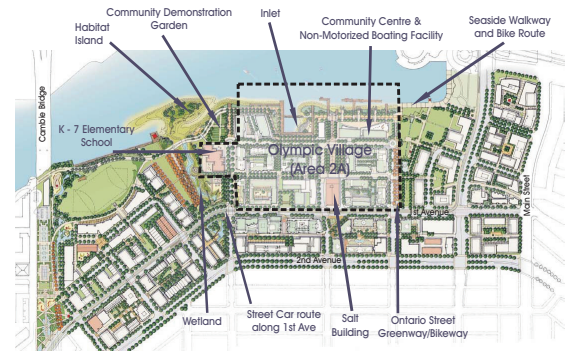 Community Demonstration
Garden
Habitat
Island
Inlet
Community Centre &
Non-Motorized Boating Facility
Seaside Walkway
and Bike Route
Cambie Bridge
K - 7 Elementary
School
Olympic Village
(Area 2A)
Main Street
1st Avenue
2nd Avenue
Wetland
Street Car route
along 1st Ave
Salt
Building
Ontario Street
Greenway/Bikeway